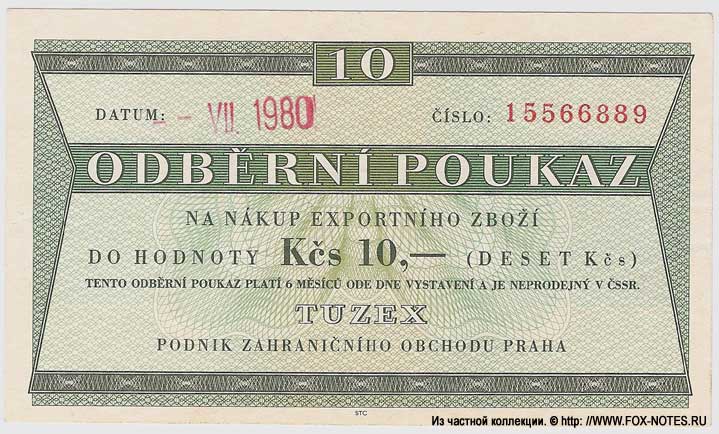 10
DATUM: - - VII. 1980 ČÍSLO: 15566889
ODBĚRNÍ POUKAZ
NA NÁKUP EXPORTNÍHO ZBOŽÍ
DO HODNOTY Kčs 10,— (DESET Kčs)
TENTO ODBĚRNÍ POUKAZ PLATÍ 6 MĚSÍCŮ ODE DNE VYSTAVENÍ A JE NEPRODEJNÝ V ČSSR.
TUZEX
PODNIK ZAHRANIČNÍHO OBCHODU PRAHA
STC
Из частной коллекции. © http: //WWW.FOX-NOTES.RU